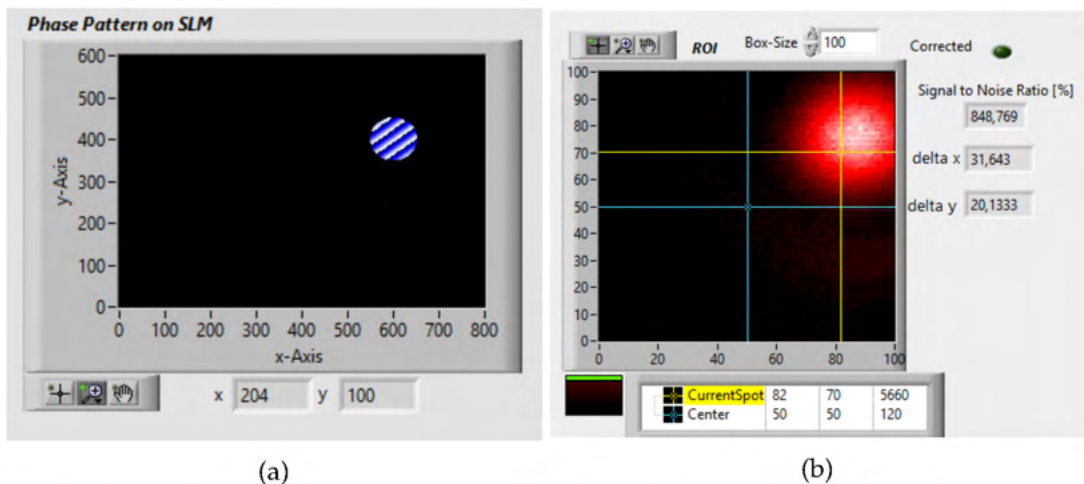 Phase Pattern on SLM
600
500
400
300
200
100
0
y-Axis
0 100 200 300 400 500 600 700 800
x-Axis
x 204 y 100
(a)
ROI Box-Size 100 Corrected
100
90
80
70
60
50
40
30
20
10
0
0 20 40 60 80 100
Signal to Noise Ratio [%]
848,769
delta x 31,643
delta y 20,1333
CurrentSpot 82 70 5660
Center 50 50 120
(b)